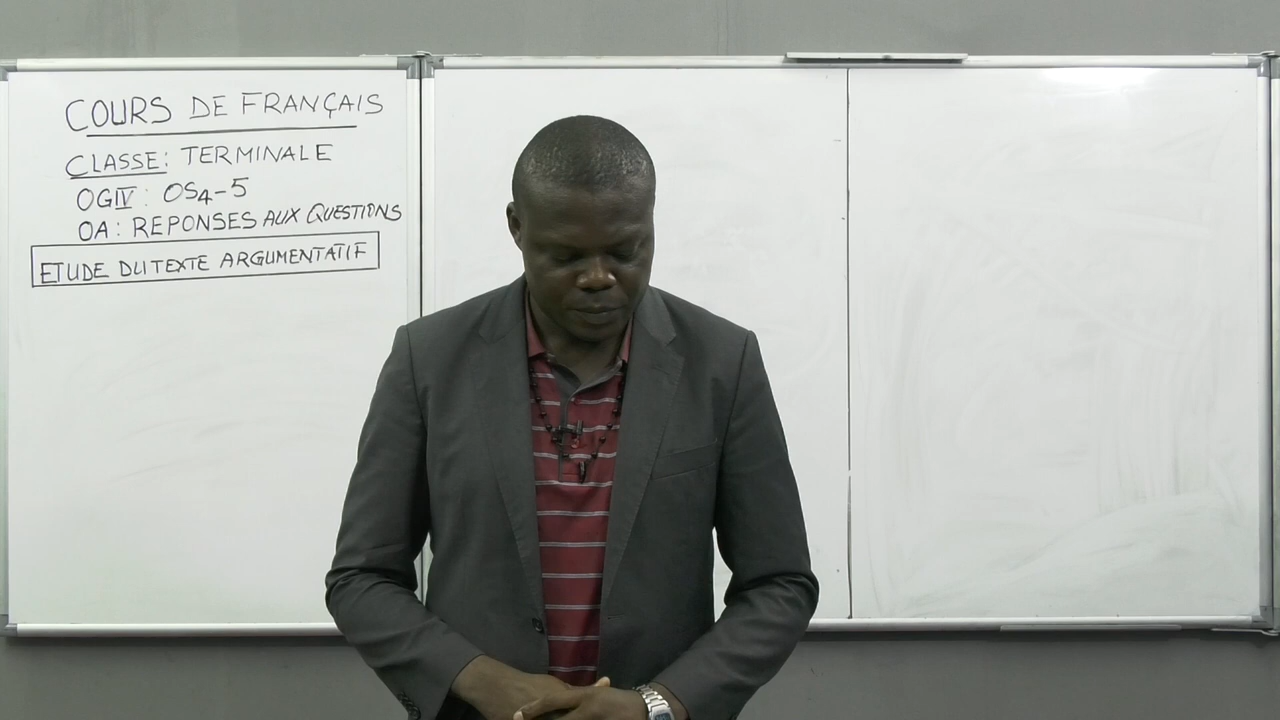 COURS DE FRANÇAIS
CLASSE: TERMINALE
OGIV: OS4-5
OA: REPONSES AUX QUESTIONS
ETUDE DU TEXTE ARGUMENTATIF